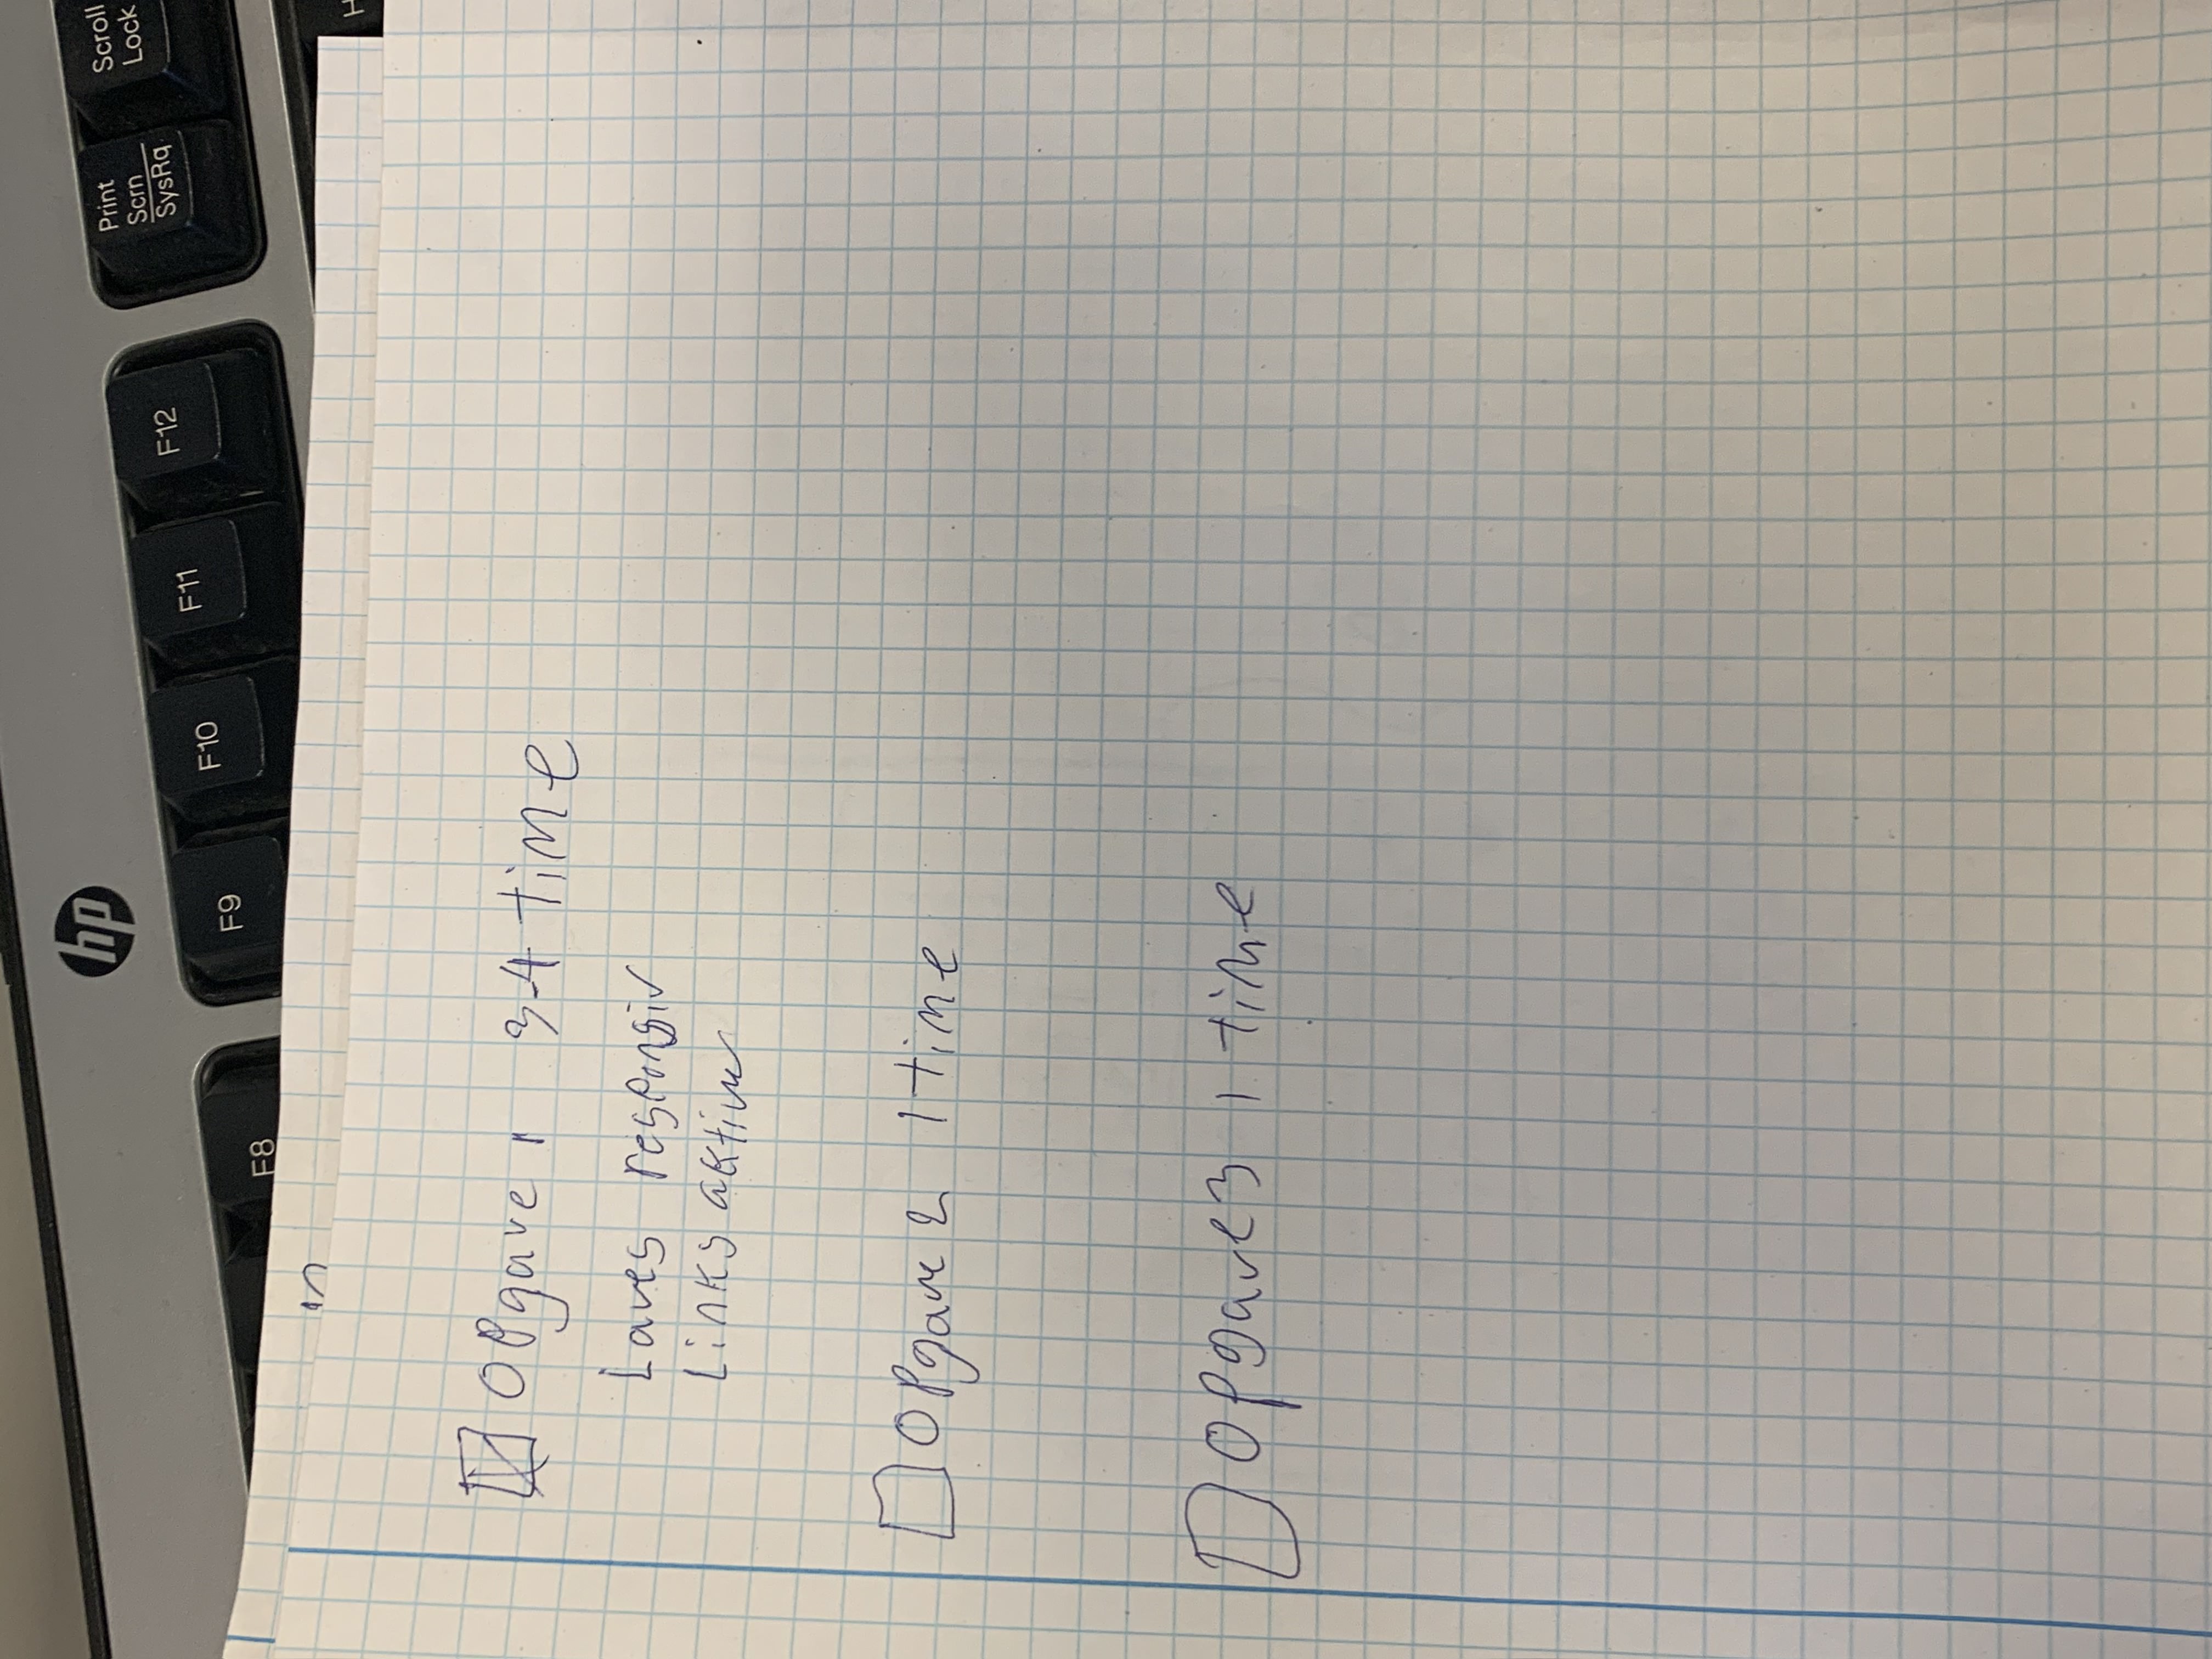 hp
Print
Scrn
SysRq
Scroll
Lock
F8
F9
F10
F11
F12
H
Opgave 1 3-4 time
Laves responsiv
Links aktive
Opgave 2 1 time
Opgave 3 1 time